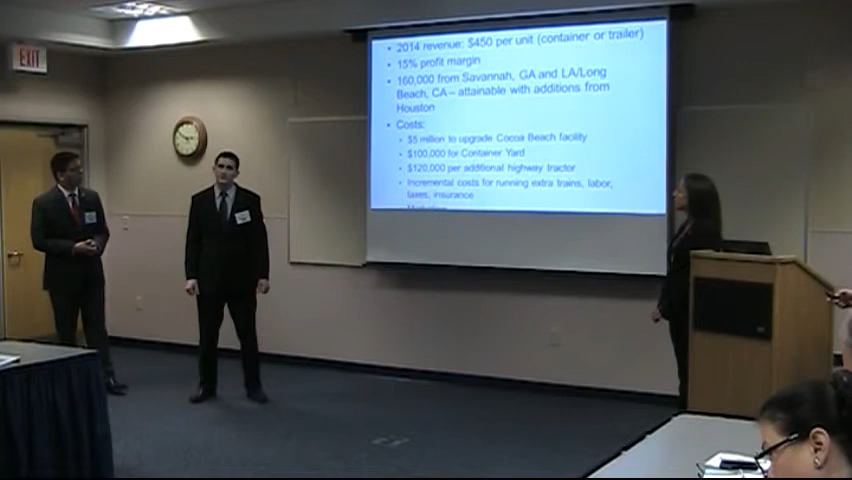 EXIT
• 2014 revenue: $450 per unit (container or trailer)
• 15% profit margin
• 160,000 from Savannah, GA and LA/Long
Beach, CA – attainable with additions from
Houston
• Costs:
• $5 million to upgrade Cocoa Beach facility
• $100,000 for Container Yard
• $120,000 per additional highway tractor
• Incremental costs for running extra trains, labor,
taxes, insurance